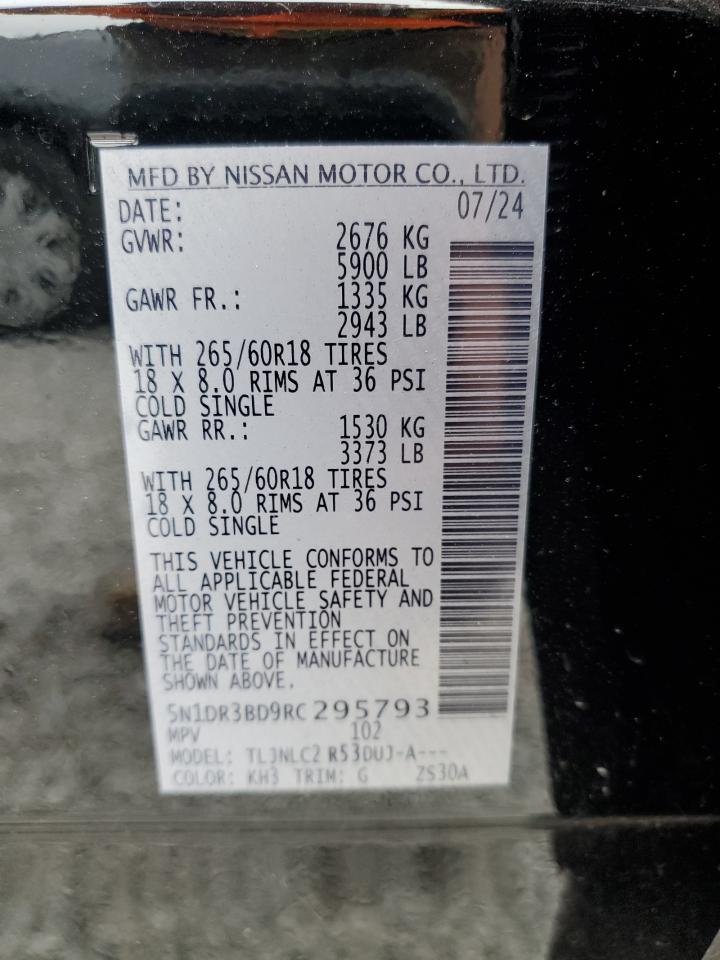 MFD BY NISSAN MOTOR CO., LTD.
DATE: 07/24
GVWR: 2676 KG
5900 LB
GAWR FR.: 1335 KG
2943 LB
WITH 265/60R18 TIRES
18 X 8.0 RIMS AT 36 PSI
COLD SINGLE
GAWR RR.: 1530 KG
3373 LB
WITH 265/60R18 TIRES
18 X 8.0 RIMS AT 36 PSI
COLD SINGLE
THIS VEHICLE CONFORMS TO
ALL APPLICABLE FEDERAL
MOTOR VEHICLE SAFETY AND
THEFT PREVENTION
STANDARDS IN EFFECT ON
THE DATE OF MANUFACTURE
SHOWN ABOVE.
5N1DR3BD9RC295793
MPV 102
MODEL: TLJNLC2 R53DUJ-A---
COLOR: KH3 TRIM: G ZS30A